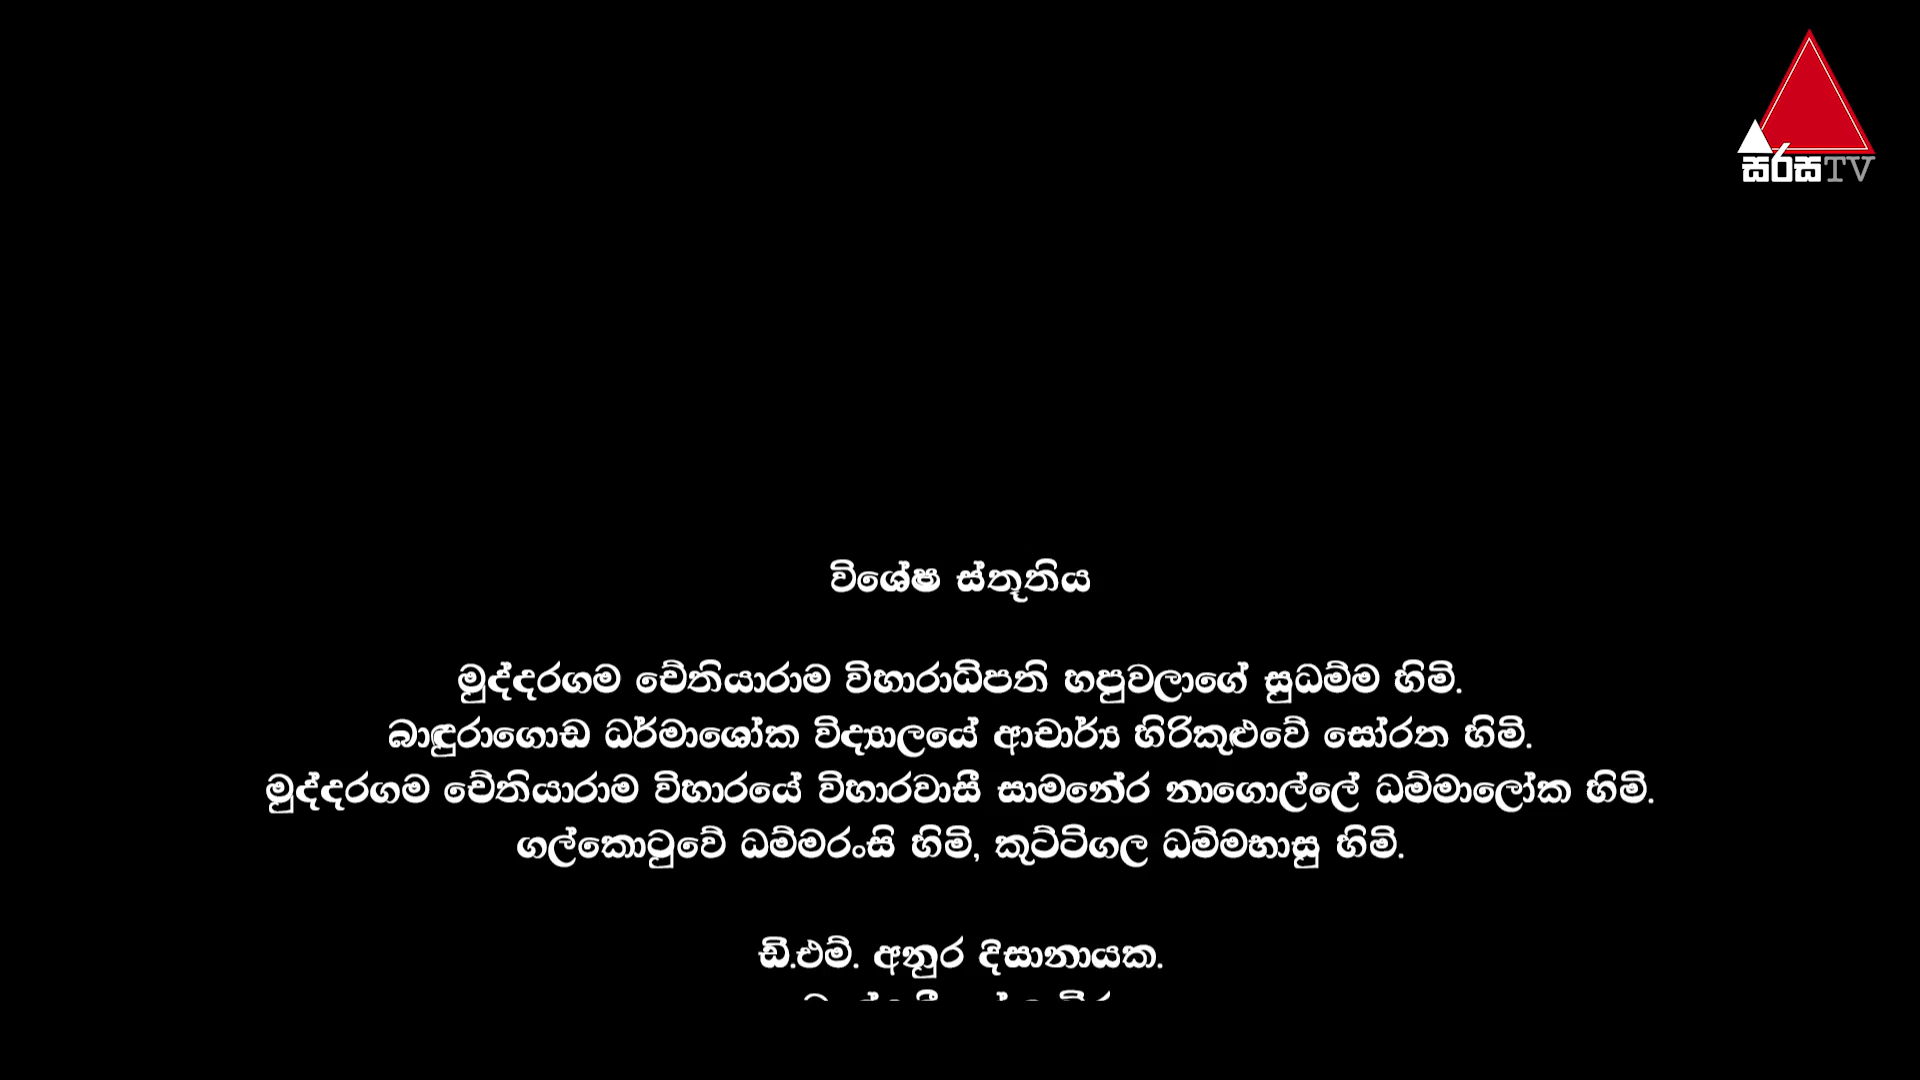 සිරස TV
විශේෂ ස්තූතිය
මුද්දරගම චේතියාරාම විහාරාධිපති හපුවලාගේ සුධම්ම හිමි.
බාඳුරාගොඩ ධර්මාශෝක විද්‍යාලයේ ආචාර්ය හිරිකුළුවේ සෝරත හිමි.
මුද්දරගම චේතියාරාම විහාරයේ විහාරවාසී සාමනේර නාගොල්ලේ ධම්මාලෝක හිමි.
ගල්කොටුවේ ධම්මරංසි හිමි, කුට්ටිගල ධම්මභාසු හිමි.
ඩී.එම්. අනුර දිසානායක.